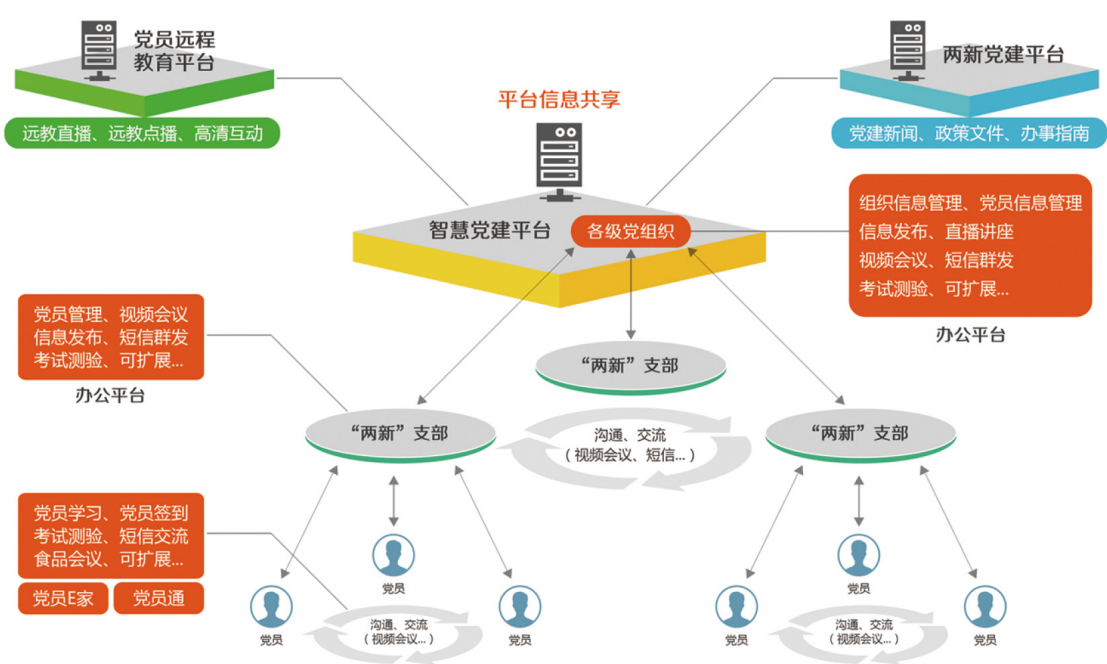 党员远程
教育平台
远教直播、远教点播、高清互动
两新党建平台
党建新闻、政策文件、办事指南
平台信息共享
智慧党建平台
各级党组织
组织信息管理、党员信息管理
信息发布、直播讲座
视频会议、短信群发
考试测验、可扩展...
办公平台
党员管理、视频会议
信息发布、短信群发
考试测验、可扩展...
办公平台
“两新”支部
“两新”支部
沟通、交流
（视频会议、短信...）
“两新”支部
党员学习、党员签到
考试测验、短信交流
食品会议、可扩展...
党员E家
党员通
党员
党员
党员
沟通、交流
（视频会议...）
党员
党员
党员
沟通、交流
（视频会议...）